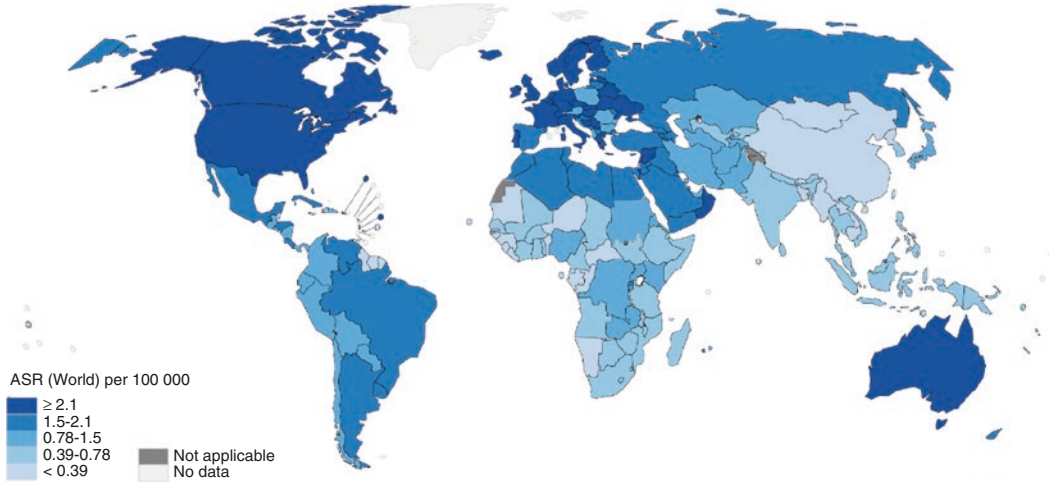 ASR (World) per 100 000
≥ 2.1
1.5-2.1
0.78-1.5
0.39-0.78
< 0.39
Not applicable
No data